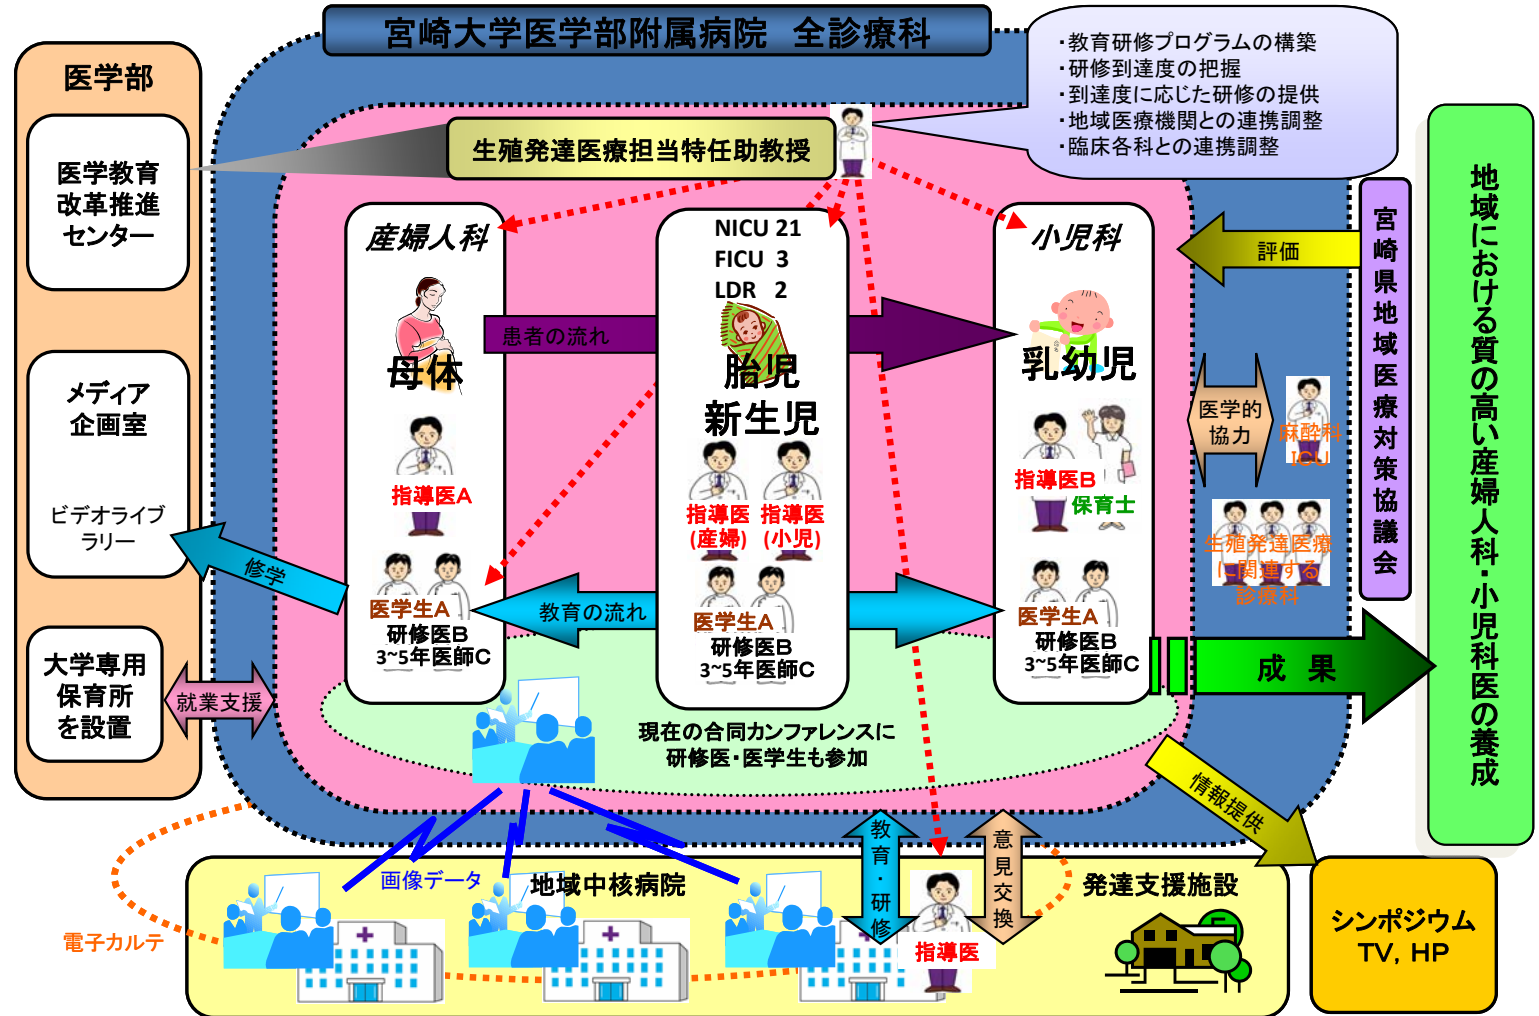 宮崎大学医学部附属病院　全診療科
・教育研修プログラムの構築
・研修到達度の把握
・到達度に応じた研修の提供
・地域医療機関との連携調整
・臨床各科との連携調整
医学部
医学教育
改革推進
センター
メディア
企画室
ビデオライブ
ラリー
大学専用
保育所
を設置
生殖発達医療担当特任助教授
産婦人科
母体
指導医A
医学生A
研修医B
3~5年医師C
NICU 21
FICU 3
LDR 2
胎児
新生児
指導医
(産婦)
指導医
(小児)
医学生A
研修医B
3~5年医師C
小児科
乳幼児
指導医B
保育士
医学生A
研修医B
3~5年医師C
患者の流れ
教育の流れ
修学
就業支援
評価
医学的
協力
麻酔科
ICU
生殖発達医療
に関連する
診療科
宮崎県地域医療対策協議会
地域における質の高い産婦人科・小児科医の養成
成　果
現在の合同カンファレンスに
研修医・医学生も参加
情報提供
教育・研修
意見交換
画像データ
地域中核病院
発達支援施設
電子カルテ
指導医
シンポジウム
TV, HP